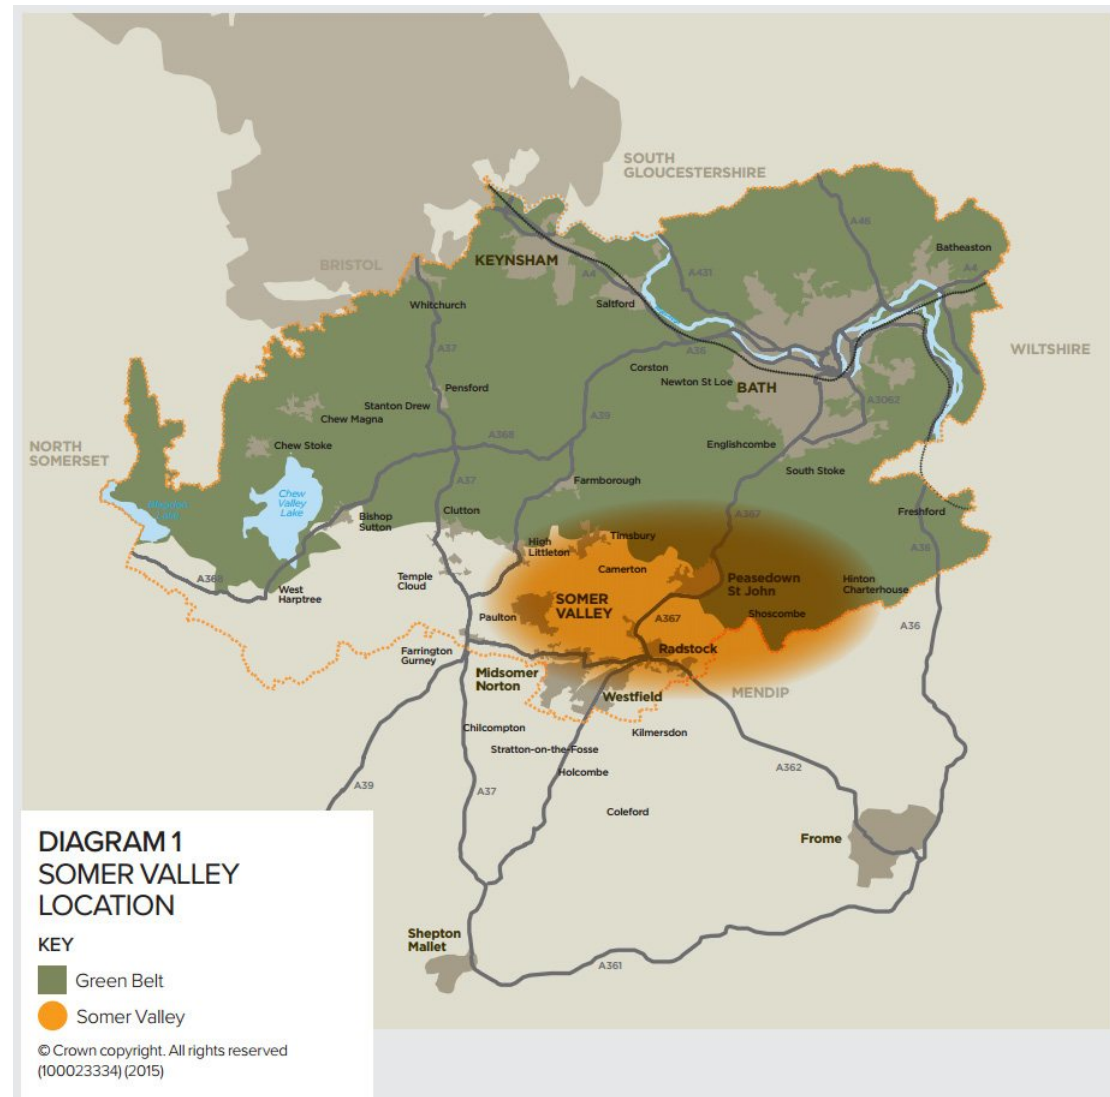 SOUTH
GLOUCESTERSHIRE
A46
Batheaston
KEYNSHAM
A4
A431
A4
BRISTOL
Whitchurch
Saltford
WILTSHIRE
A37
A36
Corston
Newton St Loe
BATH
Pensford
A3062
Stanton Drew
A39
Chew Magna
A368
Englishcombe
NORTH
SOMERSET
Chew Stoke
South Stoke
A37
Farmborough
Chew
Valley
Lake
Blagdon
Lake
Clutton
Bishop
Sutton
A367
Freshford
High
Littleton
Timsbury
A36
Camerton
Temple
Cloud
A368
West
Harptree
Peasedown
St John
Hinton
Charterhouse
SOMER
VALLEY
Paulton
A367
Shoscombe
A36
Farrington
Gurney
Radstock
Midsomer
Norton
Westfield
MENDIP
Chilcompton
Kilmersdon
Stratton-on-the-Fosse
Holcombe
A362
A39
A37
Coleford
Frome
Shepton
Mallet
A361
DIAGRAM 1
SOMER VALLEY
LOCATION
KEY
Green Belt
Somer Valley
© Crown copyright. All rights reserved
(100023334) (2015)